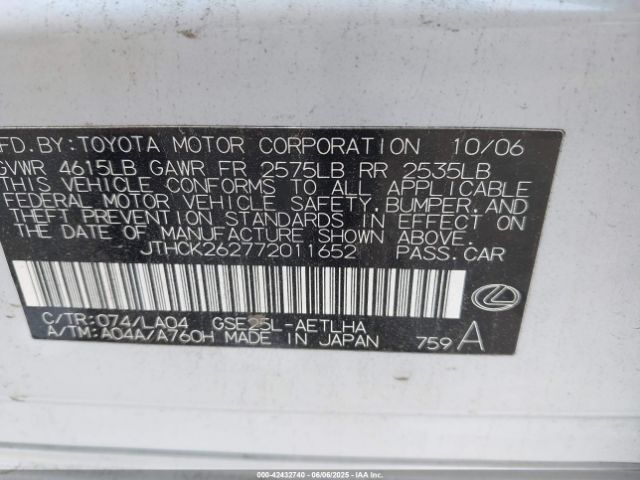 FD.BY: TOYOTA MOTOR CORPORATION 10/06
GVWR 4615LB GAWR FR 2575LB RR 2535LB
THIS VEHICLE CONFORMS TO ALL APPLICABLE
FEDERAL MOTOR VEHICLE SAFETY, BUMPER, AND
THEFT PREVENTION STANDARDS IN EFFECT ON
THE DATE OF MANUFACTURE SHOWN ABOVE.
JTHCK262772011652 PASS.CAR
C/TR:074/LA04 GSE25L-AETLHA
A/TM:A04A/A760H MADE IN JAPAN 759 A
000-42432740 - 06/06/2025 - IAAI.COM